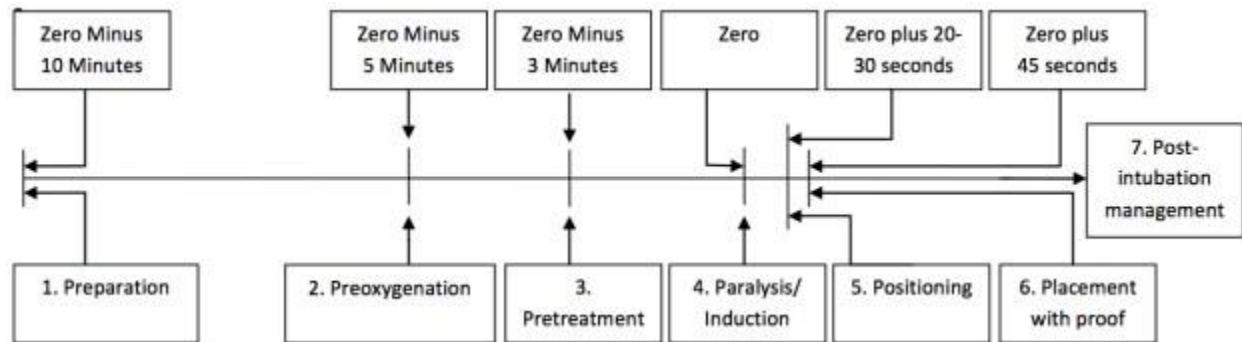 Zero Minus
10 Minutes
Zero Minus
5 Minutes
Zero Minus
3 Minutes
Zero
Zero plus 20-
30 seconds
Zero plus
45 seconds
7. Post-
intubation
management
1. Preparation
2. Preoxygenation
3.
Pretreatment
4. Paralysis/
Induction
5. Positioning
6. Placement
with proof